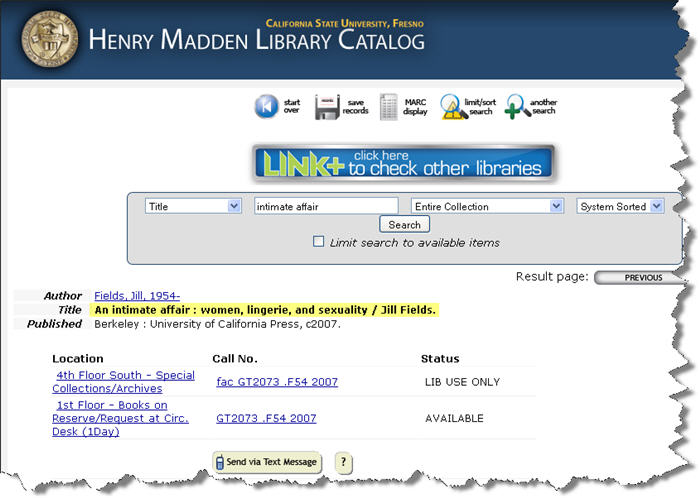 CALIFORNIA STATE UNIVERSITY, FRESNO
HENRY MADDEN LIBRARY CATALOG
start over
save records
MARC display
limit/sort search
another search
LINK+ click here to check other libraries
Title intimate affair Entire Collection System Sorted
Search
Limit search to available items
Result page: PREVIOUS
Author Fields, Jill, 1954-
Title An intimate affair : women, lingerie, and sexuality / Jill Fields.
Published Berkeley : University of California Press, c2007.
Location Call No. Status
4th Floor South - Special
Collections/Archives fac GT2073 .F54 2007 LIB USE ONLY
1st Floor - Books on
Reserve/Request at Circ.
Desk (1Day) GT2073 .F54 2007 AVAILABLE
Send via Text Message ?